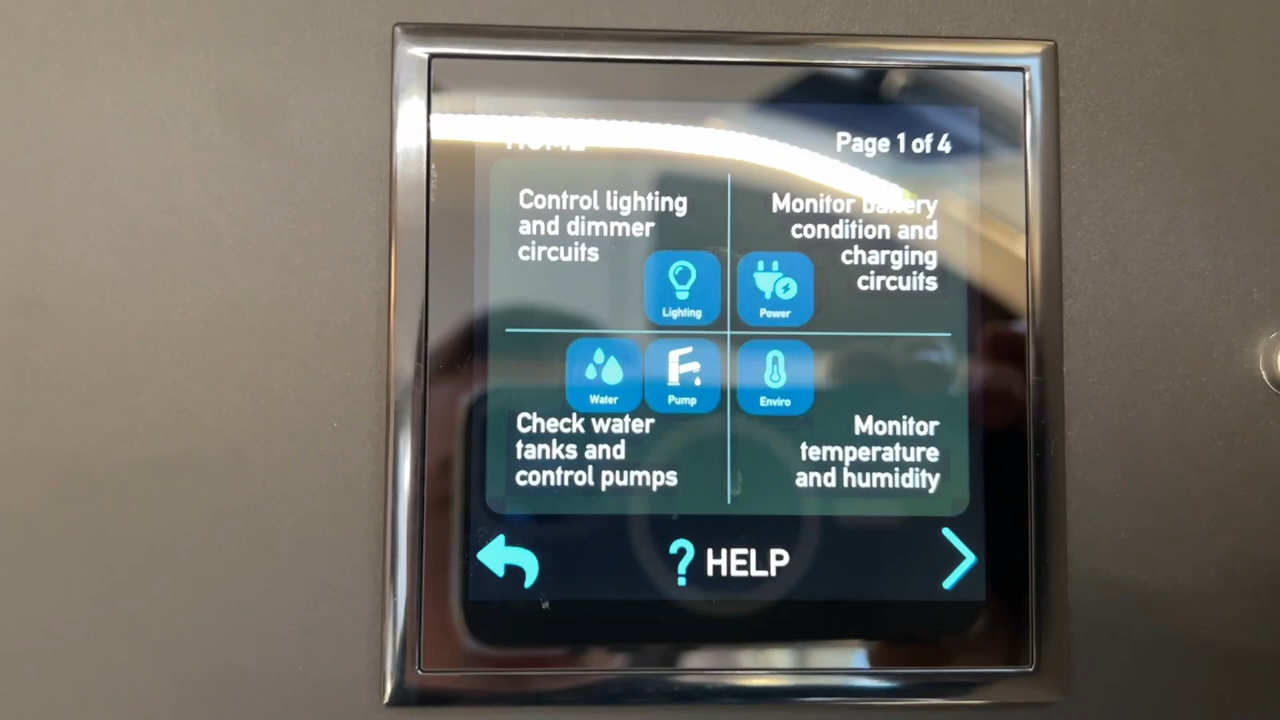 HOME
Page 1 of 4
Control lighting
and dimmer
circuits
Monitor battery
condition and
charging
circuits
Lighting
Power
Water
Pump
Enviro
Check water
tanks and
control pumps
Monitor
temperature
and humidity
? HELP